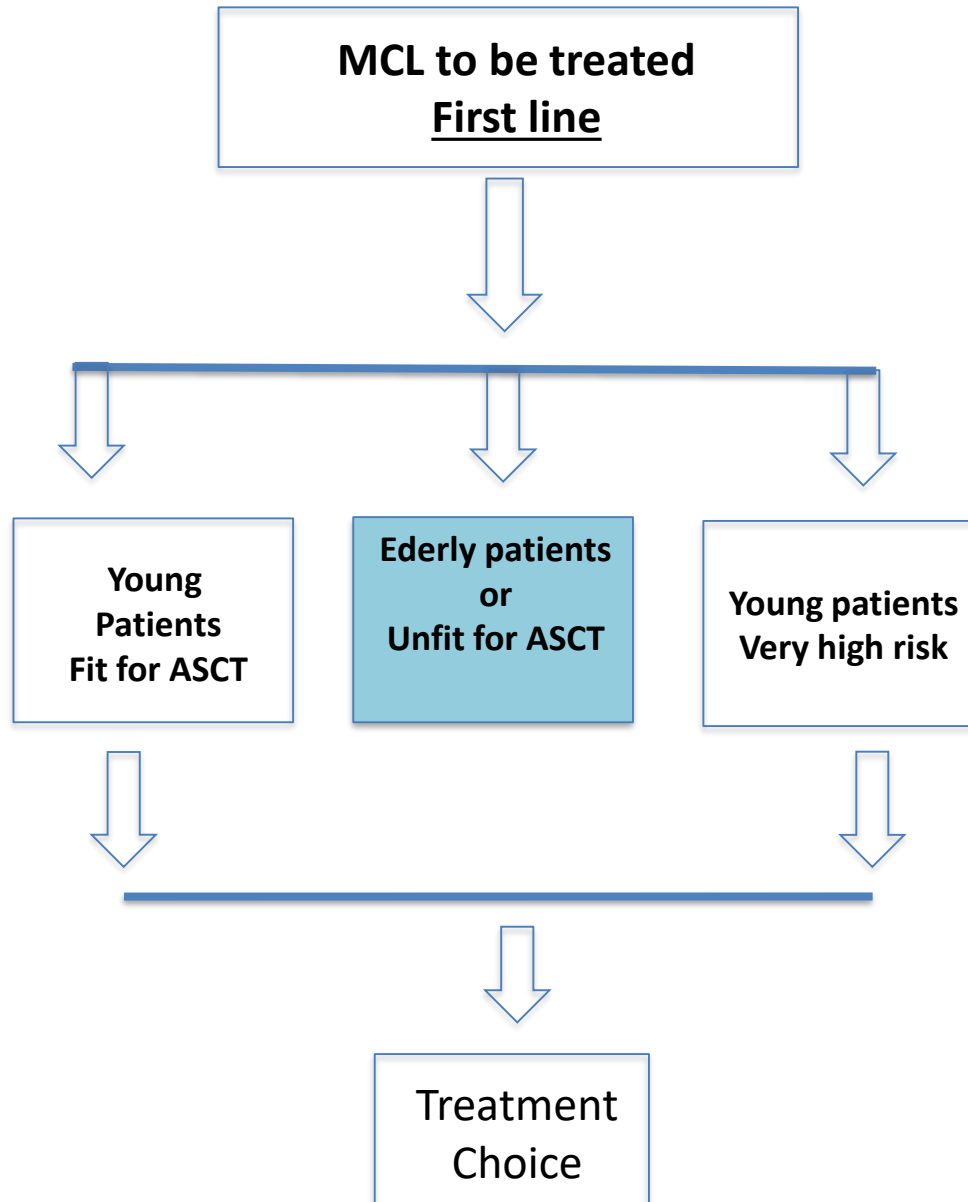 MCL to be treated
First line
Young
Patients
Fit for ASCT
Ederly patients
or
Unfit for ASCT
Young patients
Very high risk
Treatment
Choice